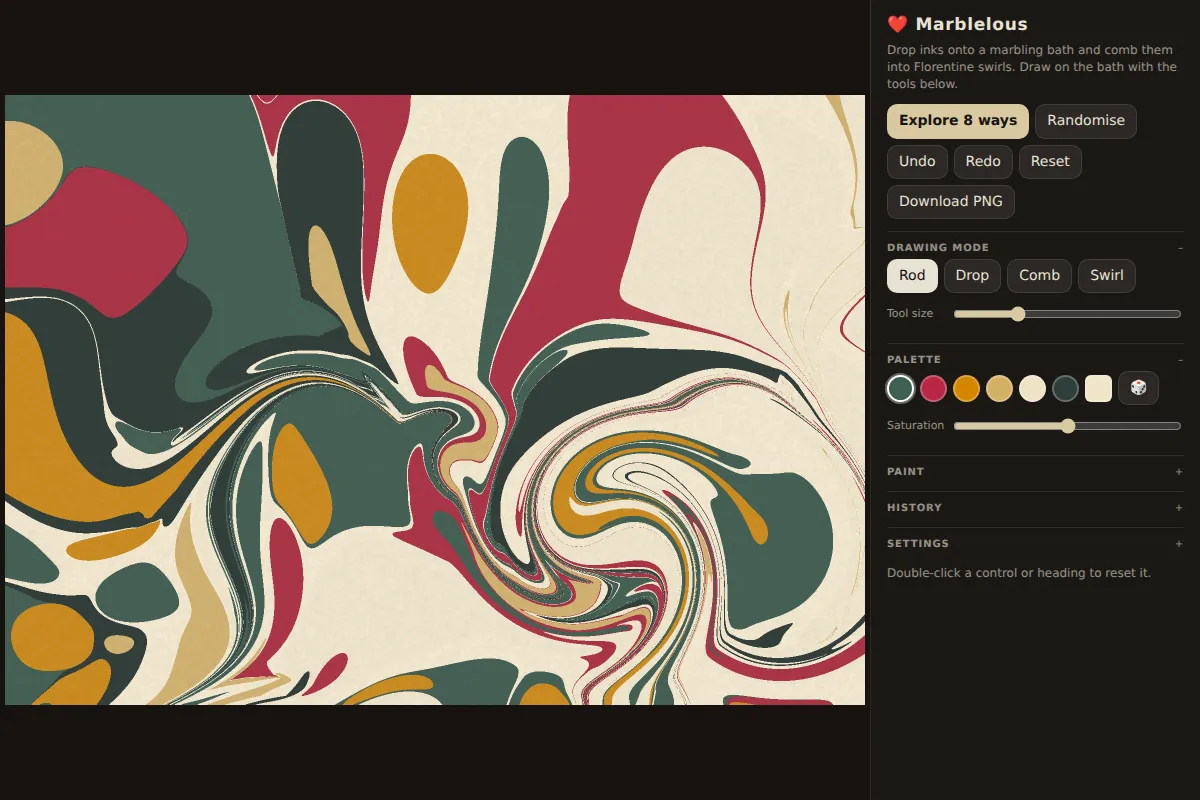 ❤️ Marblelous
Drop inks onto a marbling bath and comb them
into Florentine swirls. Draw on the bath with the
tools below.
Explore 8 ways Randomise
Undo Redo Reset
Download PNG
DRAWING MODE –
Rod Drop Comb Swirl
Tool size
PALETTE –
Saturation
PAINT +
HISTORY +
SETTINGS +
Double-click a control or heading to reset it.